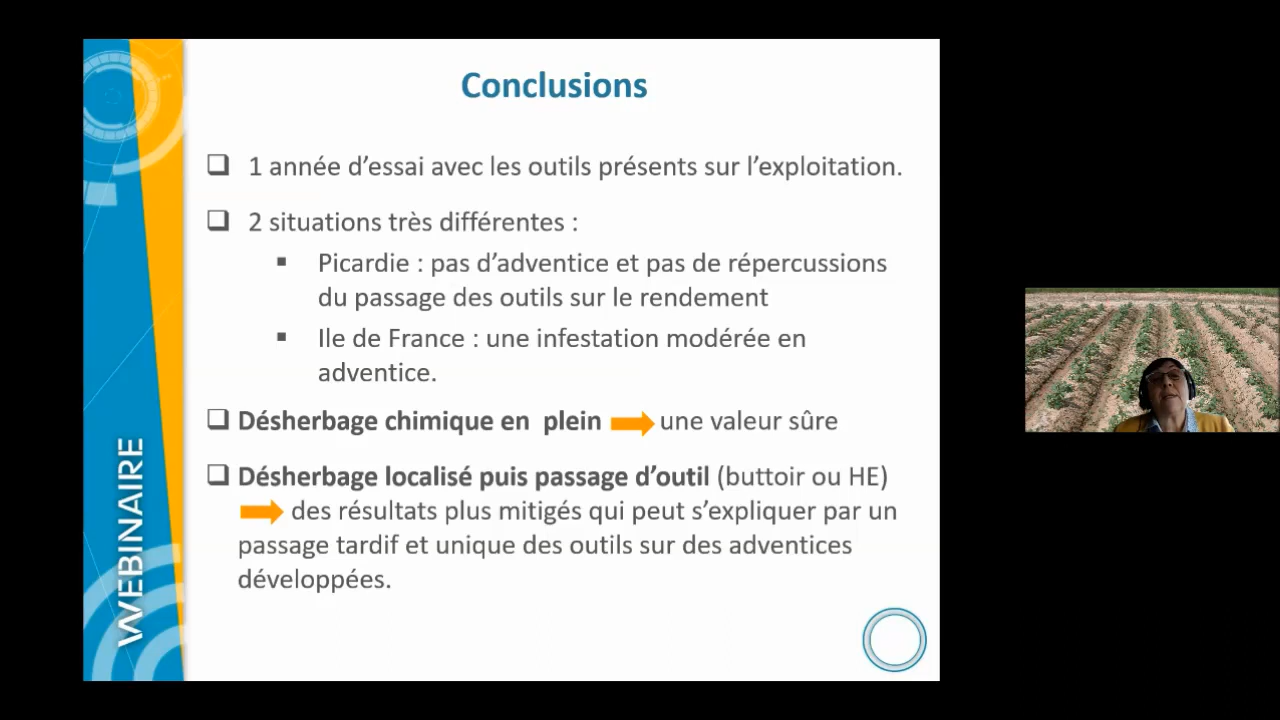 Conclusions
1 année d’essai avec les outils présents sur l’exploitation.
2 situations très différentes :
Picardie : pas d’adventice et pas de répercussions
du passage des outils sur le rendement
Ile de France : une infestation modérée en
adventice.
Désherbage chimique en plein une valeur sûre
Désherbage localisé puis passage d’outil (buttoir ou HE)
des résultats plus mitigés qui peut s’expliquer par un
passage tardif et unique des outils sur des adventices
développées.
WEBINAIRE